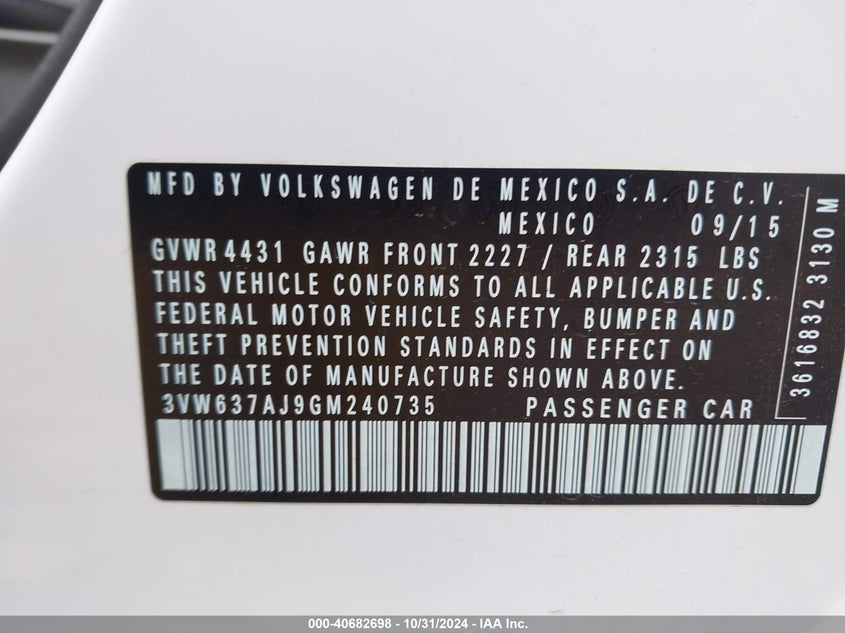 MFD BY VOLKSWAGEN DE MEXICO S.A. DE C.V.
MEXICO 09/15
GVWR 4431 GAWR FRONT 2227 / REAR 2315 LBS
THIS VEHICLE CONFORMS TO ALL APPLICABLE U.S.
FEDERAL MOTOR VEHICLE SAFETY, BUMPER AND
THEFT PREVENTION STANDARDS IN EFFECT ON
THE DATE OF MANUFACTURE SHOWN ABOVE.
3VW637AJ9GM240735 PASSENGER CAR
3616832 3130 M
000-40682698 - 10/31/2024 - IAA Inc.